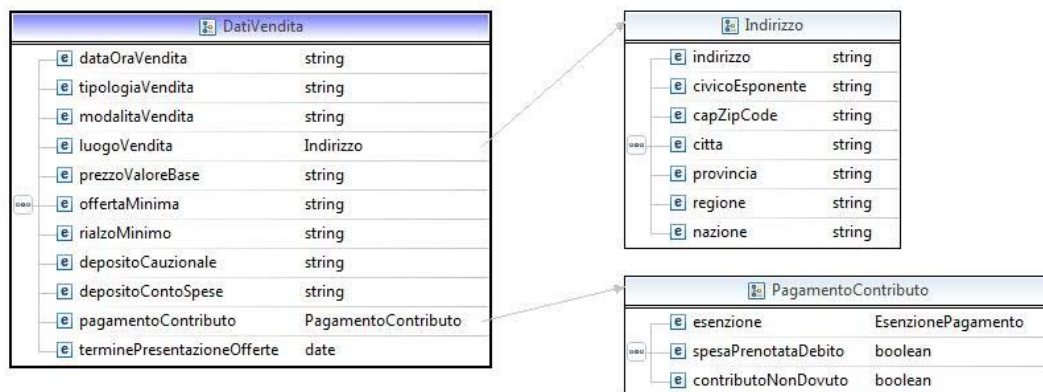 DatiVendita
dataOraVendita string
tipologiaVendita string
modalitaVendita string
luogoVendita Indirizzo
prezzoValoreBase string
offertaMinima string
rialzoMinimo string
depositoCauzionale string
depositoContoSpese string
pagamentoContributo PagamentoContributo
terminePresentazioneOfferte date
Indirizzo
indirizzo string
civicoEsponente string
capZipCode string
citta string
provincia string
regione string
nazione string
PagamentoContributo
esenzione EsenzionePagamento
spesaPrenotataDebito boolean
contributoNonDovuto boolean